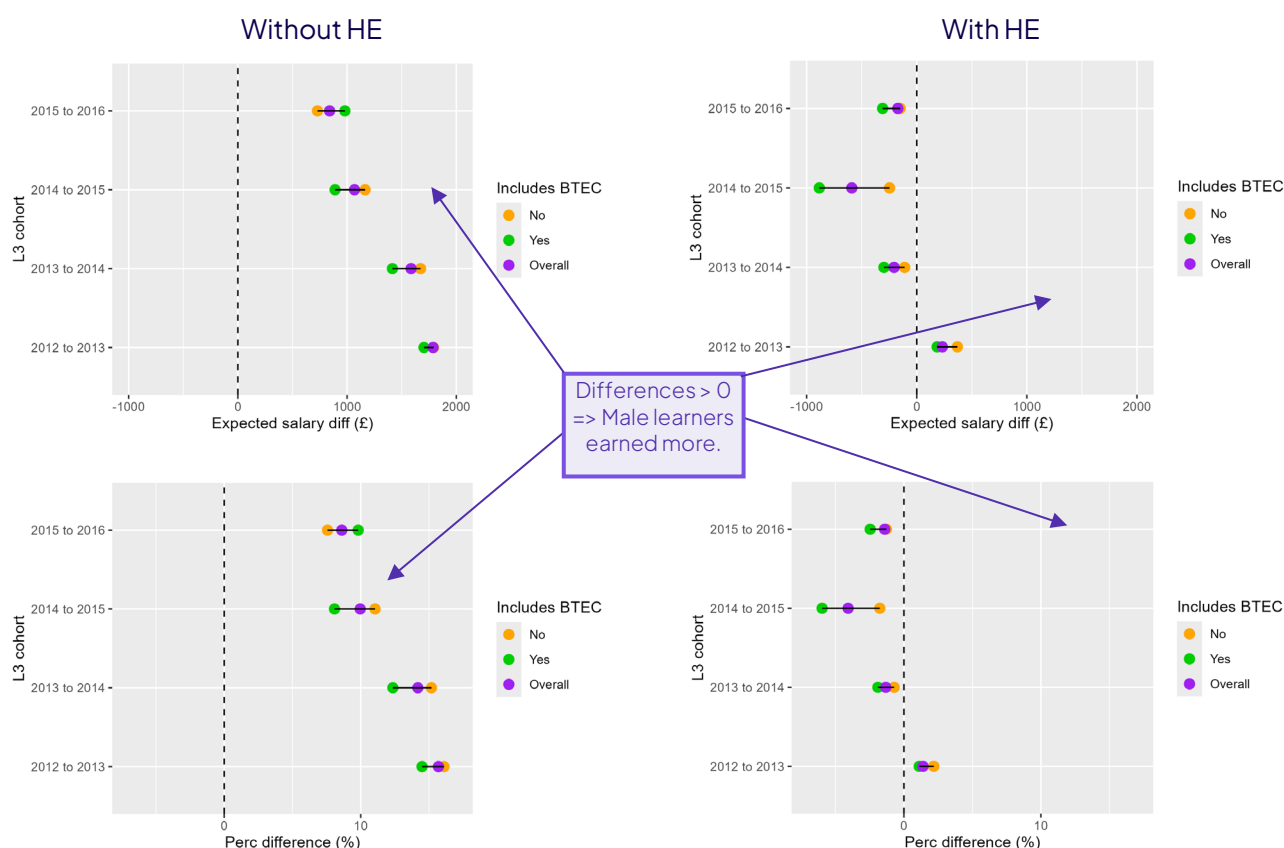 Without HE
2015 to 2016
2014 to 2015
2013 to 2014
2012 to 2013
L3 cohort
-1000 0 1000 2000
Expected salary diff (£)
Includes BTEC
No
Yes
Overall
With HE
2015 to 2016
2014 to 2015
2013 to 2014
2012 to 2013
L3 cohort
-1000 0 1000 2000
Expected salary diff (£)
Includes BTEC
No
Yes
Overall
Differences > 0
=> Male learners
earned more.
2015 to 2016
2014 to 2015
2013 to 2014
2012 to 2013
L3 cohort
0 10
Perc difference (%)
Includes BTEC
No
Yes
Overall
2015 to 2016
2014 to 2015
2013 to 2014
2012 to 2013
L3 cohort
0 10
Perc difference (%)
Includes BTEC
No
Yes
Overall